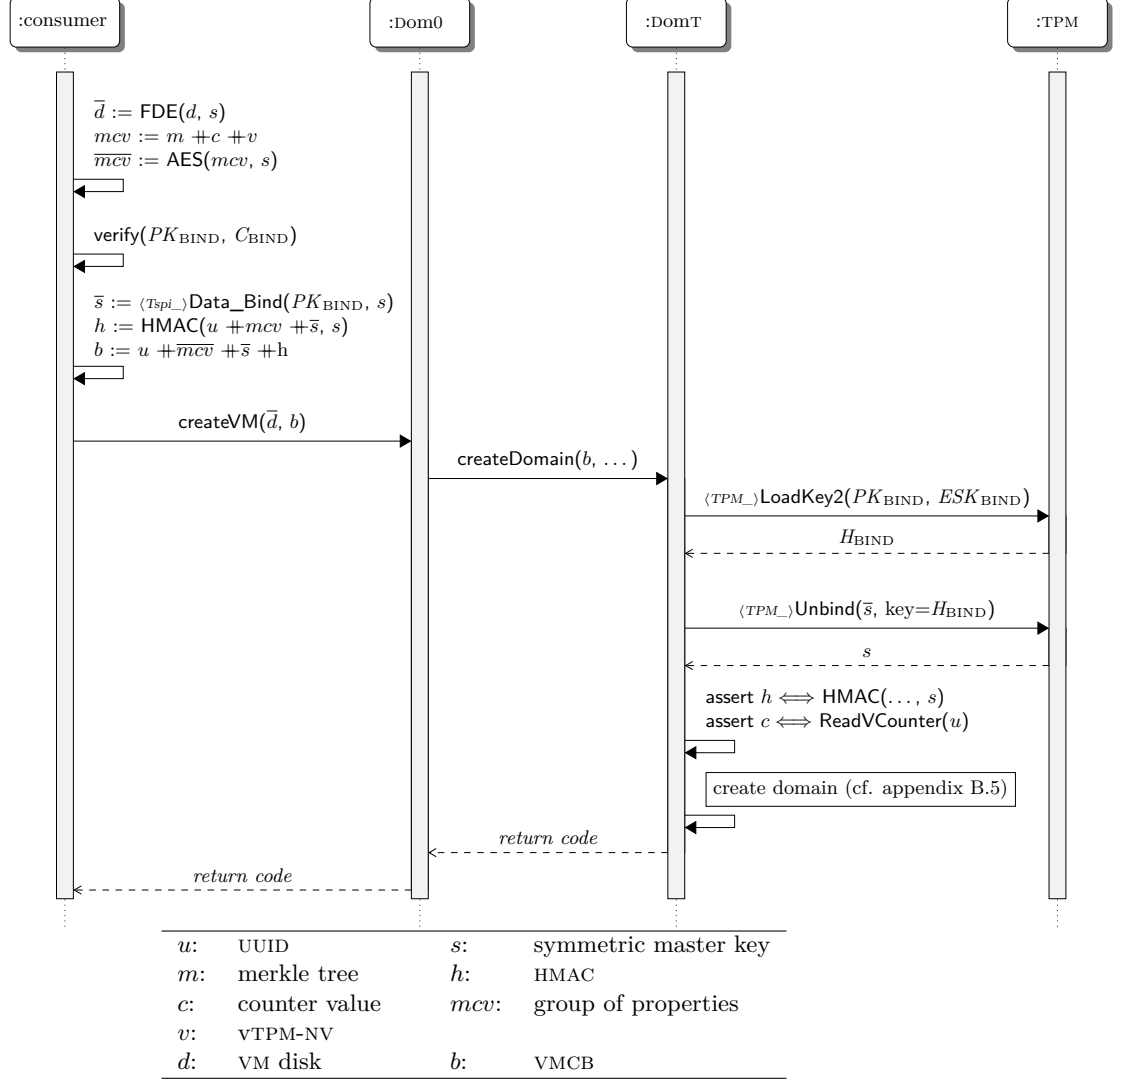 :consumer
:DOM0
:DOMT
:TPM
d̅ := FDE(d, s)
mcv := m ++c ++v
m̅c̅v̅ := AES(mcv, s)
verify(PK_BIND, C_BIND)
s̅ := ⟨Tspi_⟩Data_Bind(PK_BIND, s)
h := HMAC(u ++mcv ++s̅, s)
b := u ++m̅c̅v̅ ++s̅ ++h
createVM(d̅, b)
createDomain(b, ...)
⟨TPM_⟩LoadKey2(PK_BIND, ESK_BIND)
H_BIND
⟨TPM_⟩Unbind(s̅, key=H_BIND)
s
assert h ⟺ HMAC(..., s)
assert c ⟺ ReadVCounter(u)
create domain (cf. appendix B.5)
return code
return code
u: UUID s: symmetric master key
m: merkle tree h: HMAC
c: counter value mcv: group of properties
v: vTPM-NV
d: VM disk b: VMCB